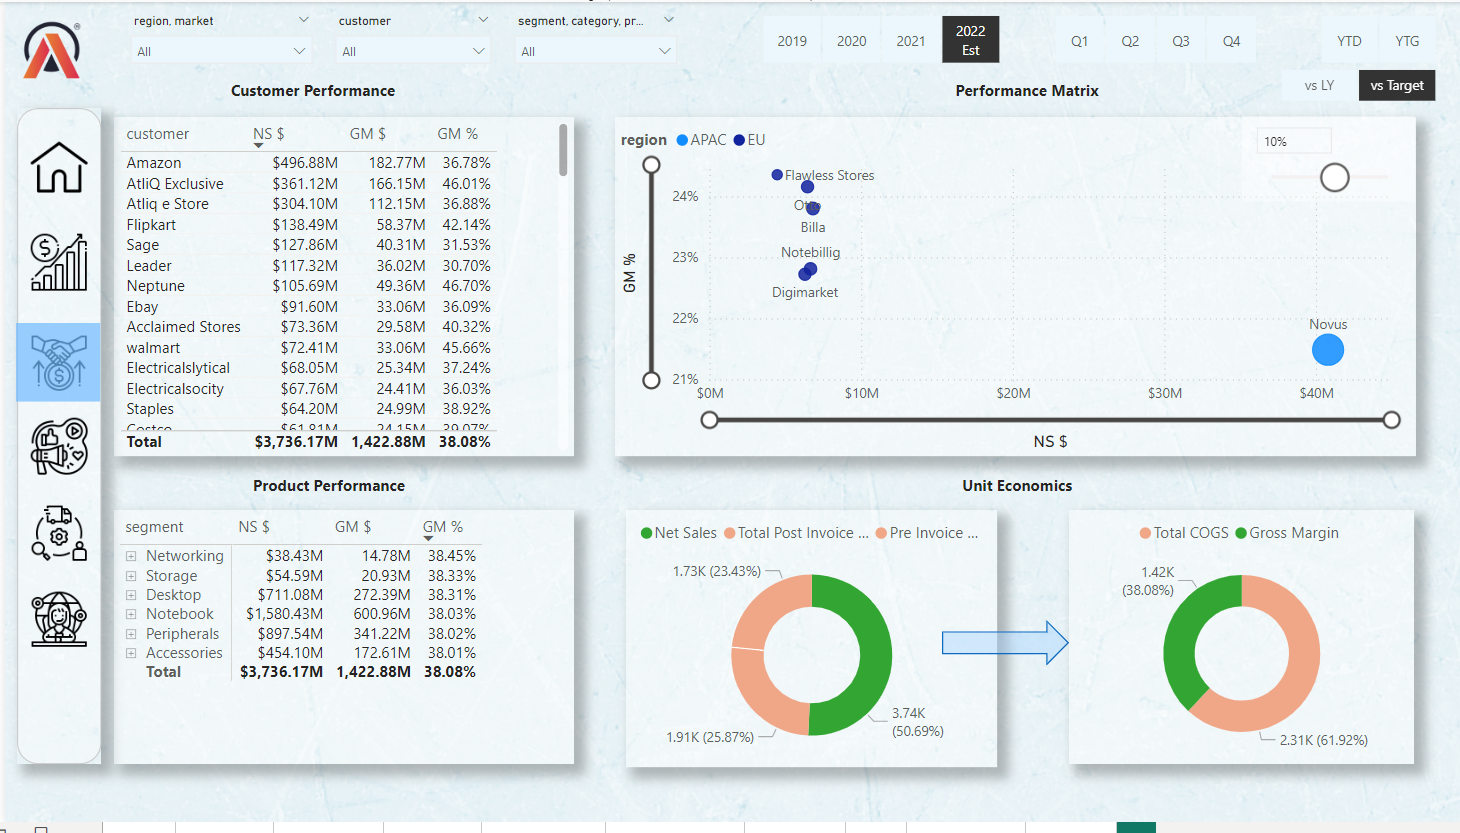 region, market
customer
segment, category, pr...
All
All
All
2019
2020
2021
2022 Est
Q1
Q2
Q3
Q4
YTD
YTG
vs LY
vs Target
Customer Performance
customer NS $ GM $ GM %
Amazon $496.88M 182.77M 36.78%
AtliQ Exclusive $361.12M 166.15M 46.01%
Atliq e Store $304.10M 112.15M 36.88%
Flipkart $138.49M 58.37M 42.14%
Sage $127.86M 40.31M 31.53%
Leader $117.32M 36.02M 30.70%
Neptune $105.69M 49.36M 46.70%
Ebay $91.60M 33.06M 36.09%
Acclaimed Stores $73.36M 29.58M 40.32%
walmart $72.41M 33.06M 45.66%
Electricalslytical $68.05M 25.34M 37.24%
Electricalsocity $67.76M 24.41M 36.03%
Staples $64.20M 24.99M 38.92%
Costco $61.81M 24.15M 39.07%
Total $3,736.17M 1,422.88M 38.08%
Performance Matrix
region APAC EU
10%
GM %
24%
23%
22%
21%
Flawless Stores
Otto
Billa
Notebillig
Digimarket
Novus
$0M $10M $20M $30M $40M
NS $
Product Performance
segment NS $ GM $ GM %
Networking $38.43M 14.78M 38.45%
Storage $54.59M 20.93M 38.33%
Desktop $711.08M 272.39M 38.31%
Notebook $1,580.43M 600.96M 38.03%
Peripherals $897.54M 341.22M 38.02%
Accessories $454.10M 172.61M 38.01%
Total $3,736.17M 1,422.88M 38.08%
Unit Economics
Net Sales Total Post Invoice ... Pre Invoice ...
1.73K (23.43%)
1.91K (25.87%)
3.74K
(50.69%)
Total COGS Gross Margin
1.42K
(38.08%)
2.31K (61.92%)